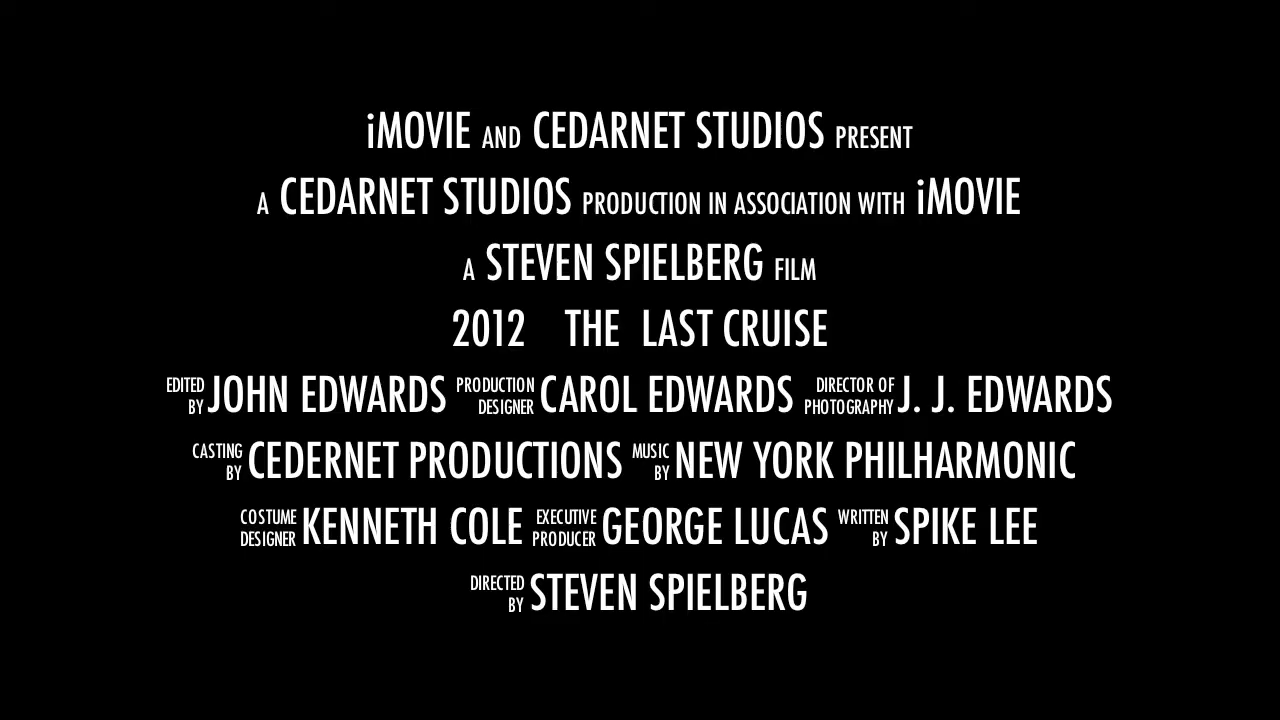 iMOVIE AND CEDARNET STUDIOS PRESENT
A CEDARNET STUDIOS PRODUCTION IN ASSOCIATION WITH iMOVIE
A STEVEN SPIELBERG FILM
2012 THE LAST CRUISE
EDITED BY JOHN EDWARDS PRODUCTION DESIGNER CAROL EDWARDS DIRECTOR OF PHOTOGRAPHY J. J. EDWARDS
CASTING BY CEDERNET PRODUCTIONS MUSIC BY NEW YORK PHILHARMONIC
COSTUME DESIGNER KENNETH COLE EXECUTIVE PRODUCER GEORGE LUCAS WRITTEN BY SPIKE LEE
DIRECTED BY STEVEN SPIELBERG